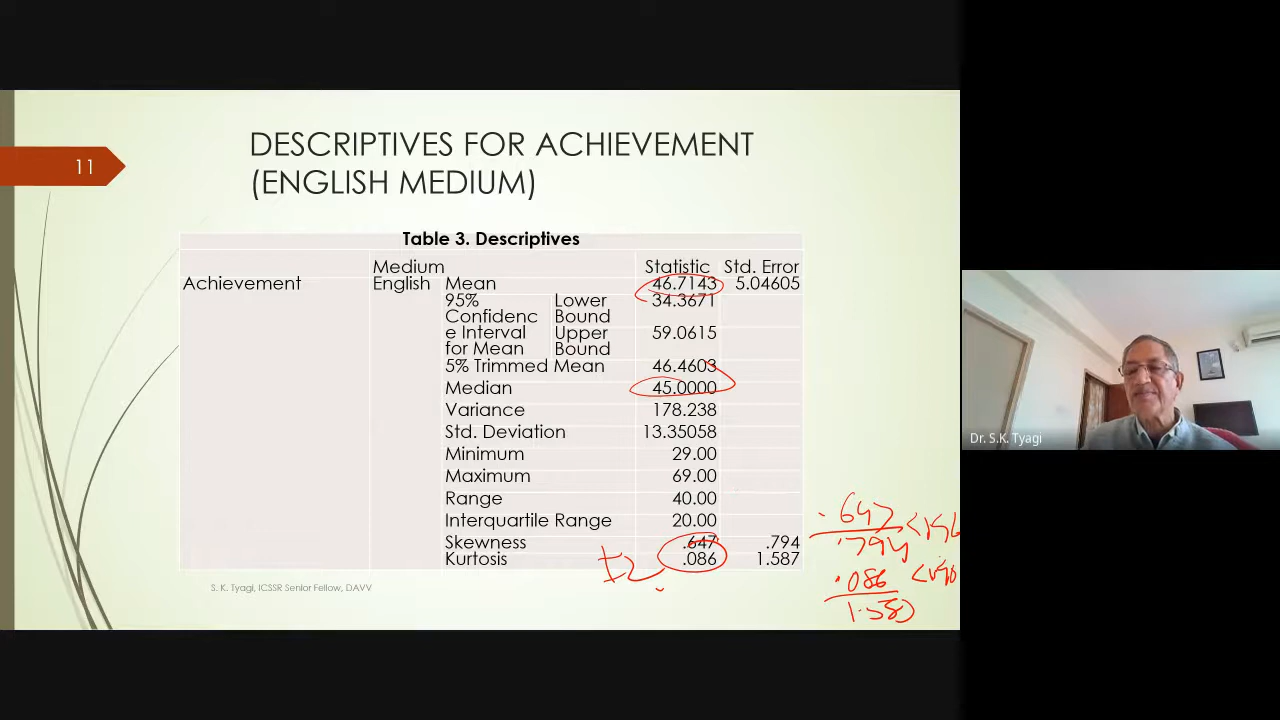 11
DESCRIPTIVES FOR ACHIEVEMENT
(ENGLISH MEDIUM)
Table 3. Descriptives
Medium Statistic Std. Error
Achievement English Mean 46.7143 5.04605
95% Lower 34.3671
Confidenc Bound
e Interval Upper 59.0615
for Mean Bound
5% Trimmed Mean 46.4603
Median 45.0000
Variance 178.238
Std. Deviation 13.35058
Minimum 29.00
Maximum 69.00
Range 40.00
Interquartile Range 20.00
Skewness .647 .794
Kurtosis .086 1.587
±2
.647 <1.96
.794
.086
S. K. Tyagi, ICSSR Senior Fellow, DAVV
Dr. S.K. Tyagi